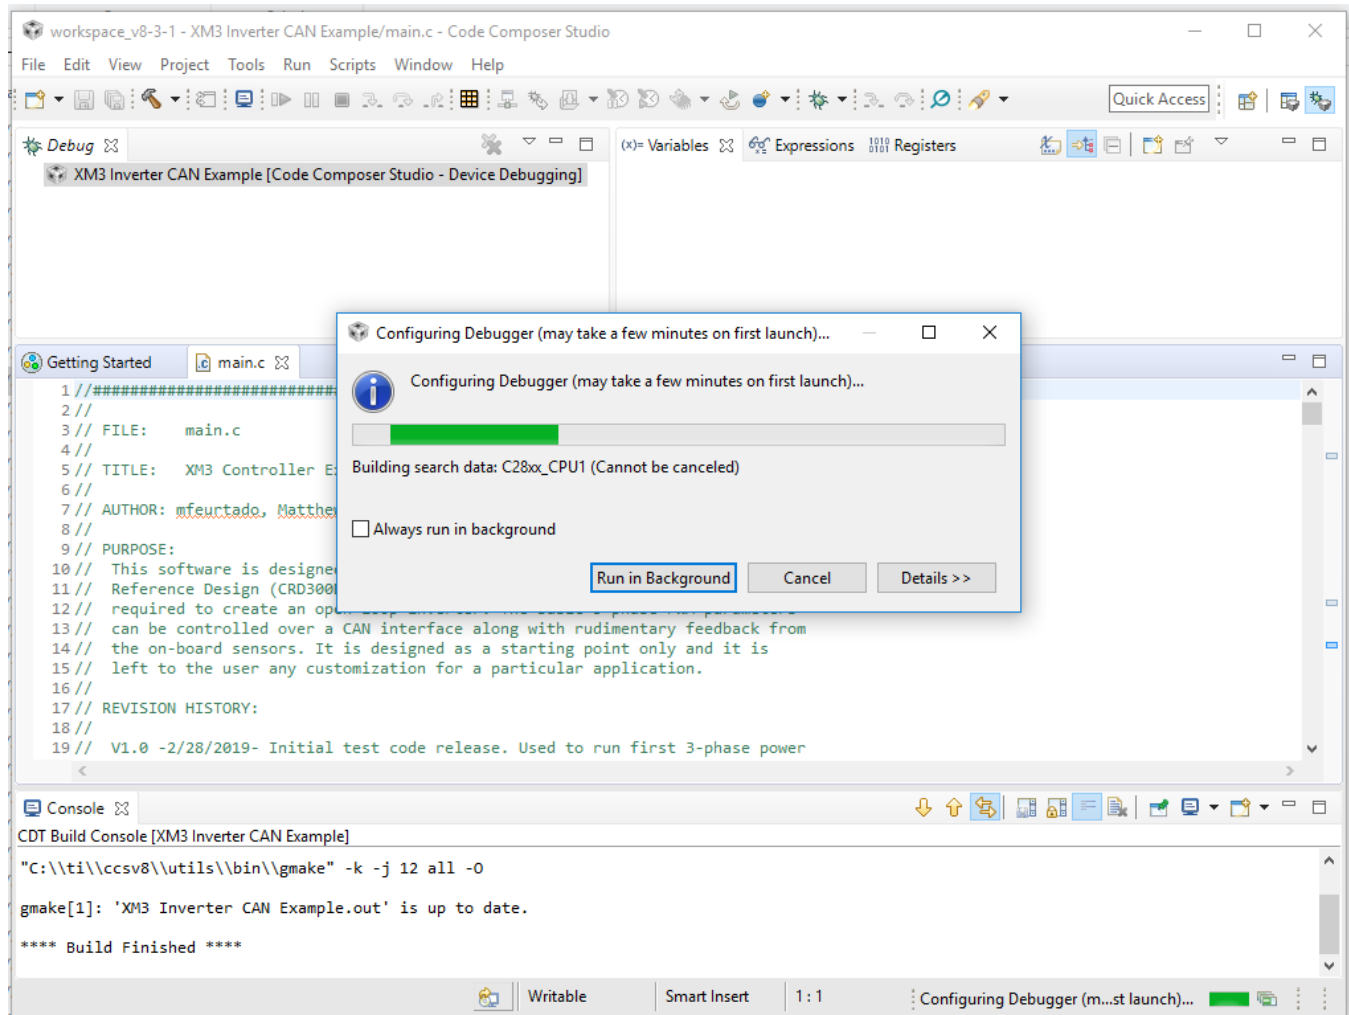 workspace_v8-3-1 - XM3 Inverter CAN Example/main.c - Code Composer Studio
File Edit View Project Tools Run Scripts Window Help
Quick Access
Debug
XM3 Inverter CAN Example [Code Composer Studio - Device Debugging]
(x)= Variables Expressions 1010 0101 Registers
Configuring Debugger (may take a few minutes on first launch)...
Configuring Debugger (may take a few minutes on first launch)...
Building search data: C28xx_CPU1 (Cannot be canceled)
Always run in background
Run in Background Cancel Details >>
Getting Started main.c
1 //###########################
2 //
3 // FILE: main.c
4 //
5 // TITLE: XM3 Controller
6 //
7 // AUTHOR: mfeurtado,
8 //
9 // PURPOSE:
10 // This software is
11 // Reference Design
12 // required to create an
13 // can be controlled over a CAN interface along with rudimentary feedback from
14 // the on-board sensors. It is designed as a starting point only and it is
15 // left to the user any customization for a particular application.
16 //
17 // REVISION HISTORY:
18 //
19 // V1.0 -2/28/2019- Initial test code release. Used to run first 3-phase power
Console
CDT Build Console [XM3 Inverter CAN Example]
"C:\\ti\\ccsv8\\utils\\bin\\gmake" -k -j 12 all -O
gmake[1]: 'XM3 Inverter CAN Example.out' is up to date.
**** Build Finished ****
Writable Smart Insert 1 : 1 Configuring Debugger (m...st launch)...